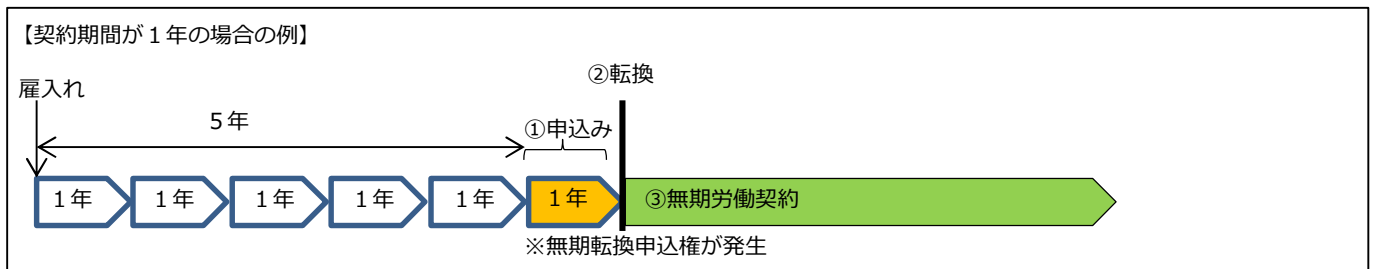 【契約期間が１年の場合の例】
雇入れ
②転換
５年
①申込み
１年
１年
１年
１年
１年
１年
③無期労働契約
※無期転換申込権が発生